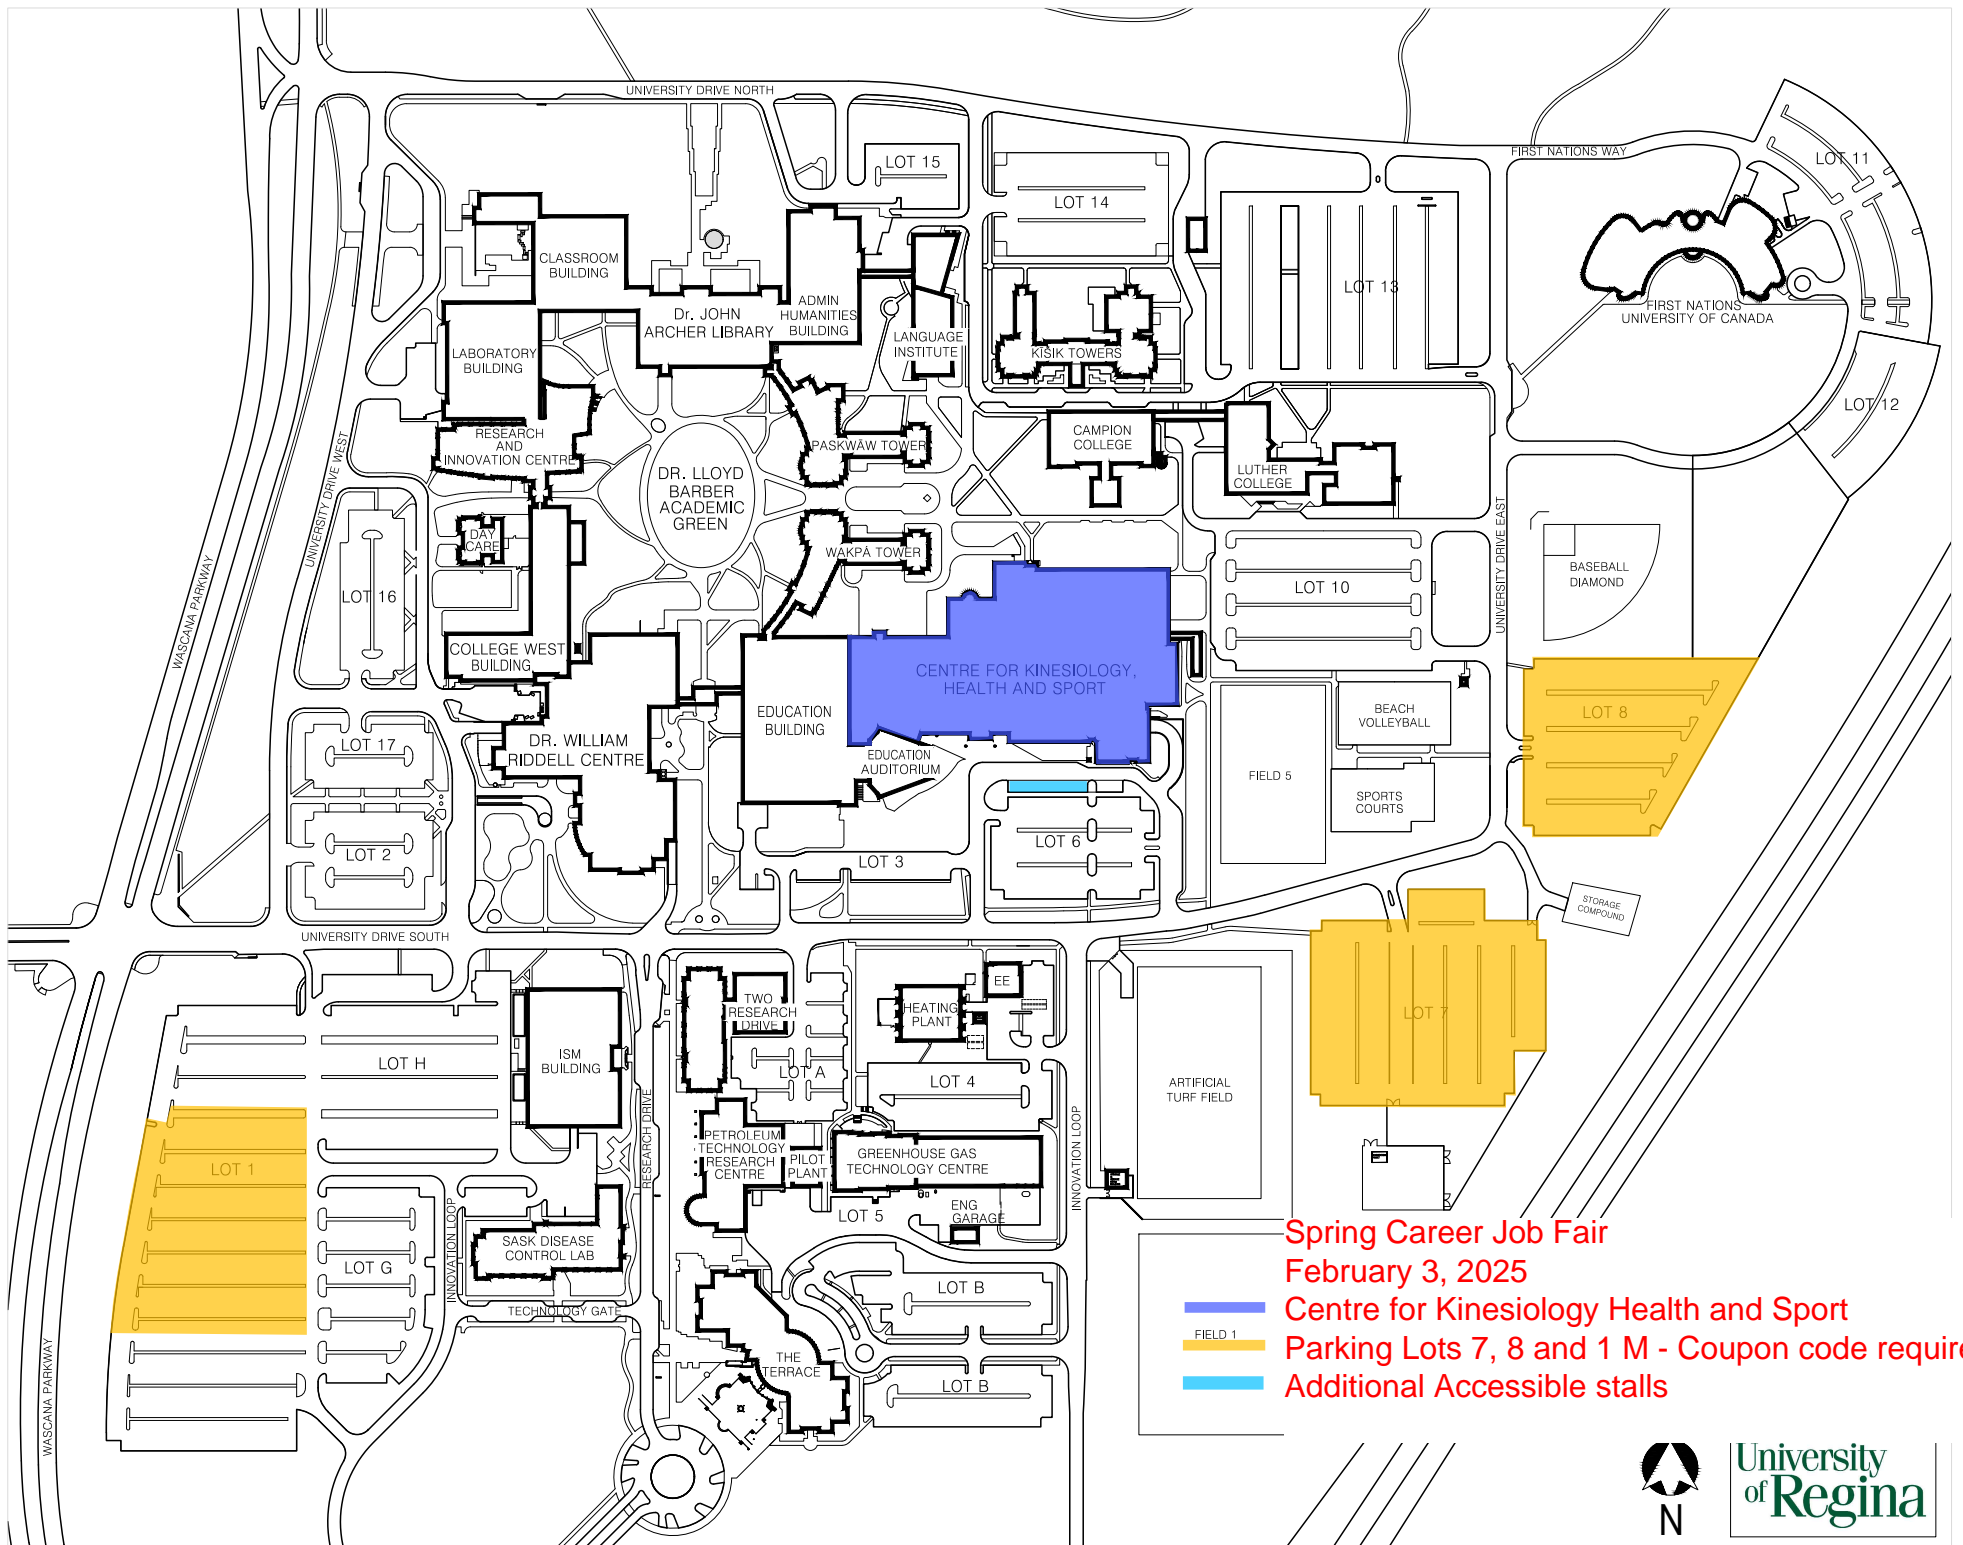 UNIVERSITY DRIVE NORTH
FIRST NATIONS WAY
LOT 11
LOT 15
LOT 14
CLASSROOM
BUILDING
LOT 13
ADMIN
HUMANITIES
BUILDING
Dr. JOHN
ARCHER LIBRARY
FIRST NATIONS
UNIVERSITY OF CANADA
LANGUAGE
INSTITUTE
KĪSIK TOWERS
LABORATORY
BUILDING
LOT 12
RESEARCH
AND
INNOVATION CENTRE
PASKWĀW TOWER
CAMPION
COLLEGE
LUTHER
COLLEGE
DR. LLOYD
BARBER
ACADEMIC
GREEN
UNIVERSITY DRIVE WEST
UNIVERSITY DRIVE EAST
DAY
CARE
WAKPĀ TOWER
BASEBALL
DIAMOND
LOT 16
LOT 10
WASCANA PARKWAY
COLLEGE WEST
BUILDING
CENTRE FOR KINESIOLOGY,
HEALTH AND SPORT
EDUCATION
BUILDING
BEACH
VOLLEYBALL
LOT 8
LOT 17
DR. WILLIAM
RIDDELL CENTRE
EDUCATION
AUDITORIUM
FIELD 5
SPORTS
COURTS
LOT 2
LOT 3
LOT 6
STORAGE
COMPOUND
UNIVERSITY DRIVE SOUTH
TWO
RESEARCH
DRIVE
HEATING
PLANT
EE
LOT 7
LOT H
ISM
BUILDING
LOT A
LOT 4
ARTIFICIAL
TURF FIELD
RESEARCH DRIVE
INNOVATION LOOP
PETROLEUM
TECHNOLOGY
RESEARCH
CENTRE
PILOT
PLANT
GREENHOUSE GAS
TECHNOLOGY CENTRE
LOT 1
LOT 5
ENG
GARAGE
INNOVATION LOOP
SASK DISEASE
CONTROL LAB
LOT G
LOT B
TECHNOLOGY GATE
THE
TERRACE
LOT B
WASCANA PARKWAY
Spring Career Job Fair
February 3, 2025
Centre for Kinesiology Health and Sport
FIELD 1
Parking Lots 7, 8 and 1 M - Coupon code require
Additional Accessible stalls
N
University
of Regina